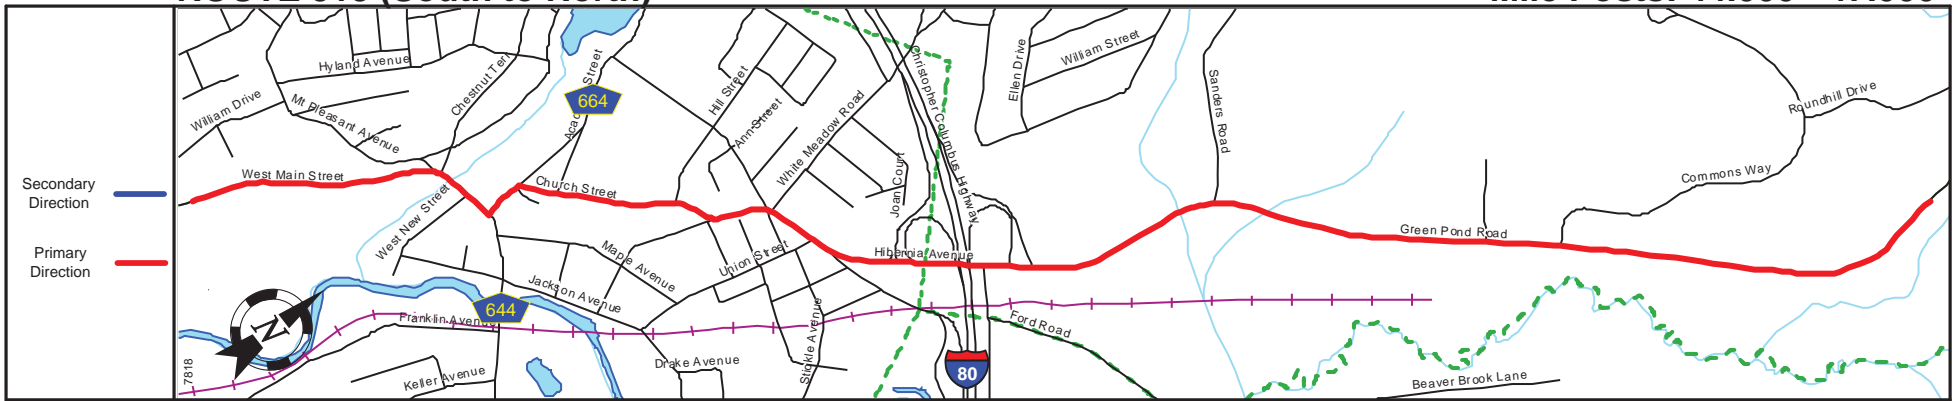 Secondary
Direction
Primary
Direction
Hyland Avenue
William Drive
Mt Pleasant Avenue
Chestnut Terr
Street
664
West Main Street
Church Street
West New Street
Hill Street
Ann Street
White Meadow Road
Joan Court
Christopher Columbus Highway
Ellen Drive
William Street
Sanders Road
Roundhill Drive
Commons Way
Green Pond Road
Hibernia Avenue
Maple Avenue
Union Street
Jackson Avenue
644
Franklin Avenue
Stickle Avenue
Ford Road
Drake Avenue
Keller Avenue
80
Beaver Brook Lane
7818
N